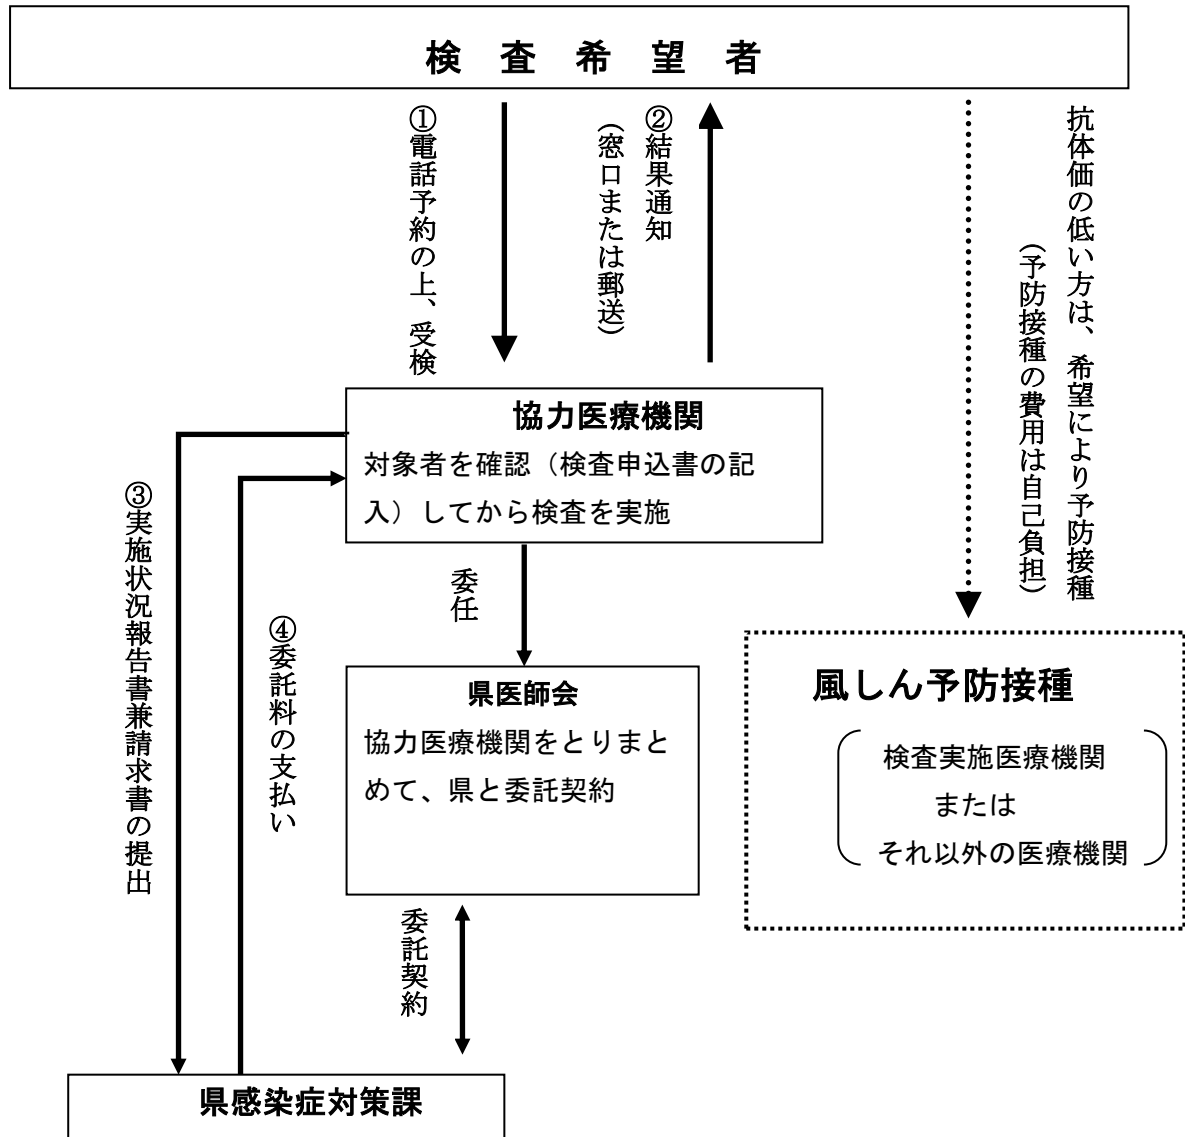 検査希望者
①電話予約の上、受検
②結果通知
(窓口または郵送)
抗体価の低い方は、希望により予防接種
(予防接種の費用は自己負担)
協力医療機関
対象者を確認（検査申込書の記
入）してから検査を実施
③実施状況報告書兼請求書の提出
④委託料の支払い
委任
県医師会
協力医療機関をとりまと
めて、県と委託契約
風しん予防接種
検査実施医療機関
または
それ以外の医療機関
委託契約
県感染症対策課